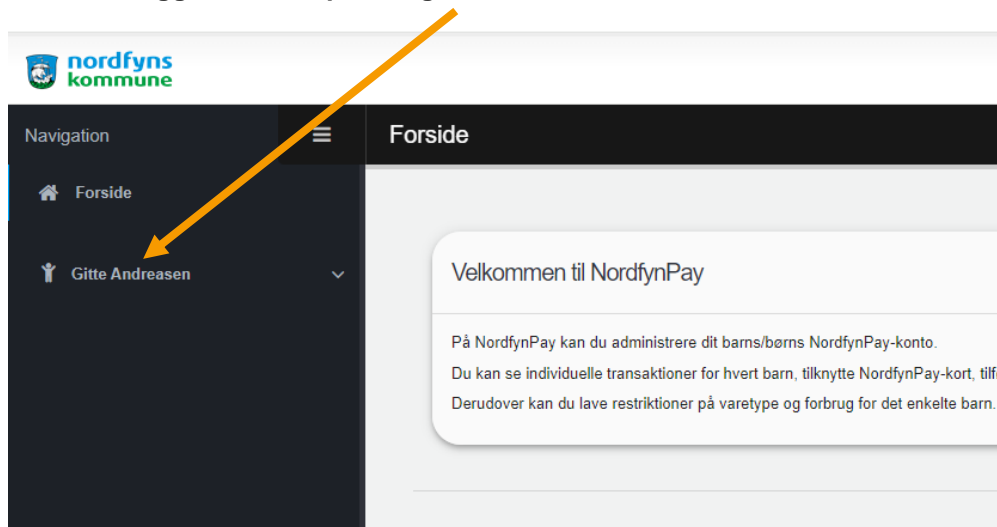 nordfyns
kommune
Navigation
Forside
Forside
Gitte Andreasen
Velkommen til NordfynPay
På NordfynPay kan du administrere dit barns/børns NordfynPay-konto.
Du kan se individuelle transaktioner for hvert barn, tilknytte NordfynPay-kort,
Derudover kan du lave restriktioner på varetype og forbrug for det enkelte barn.